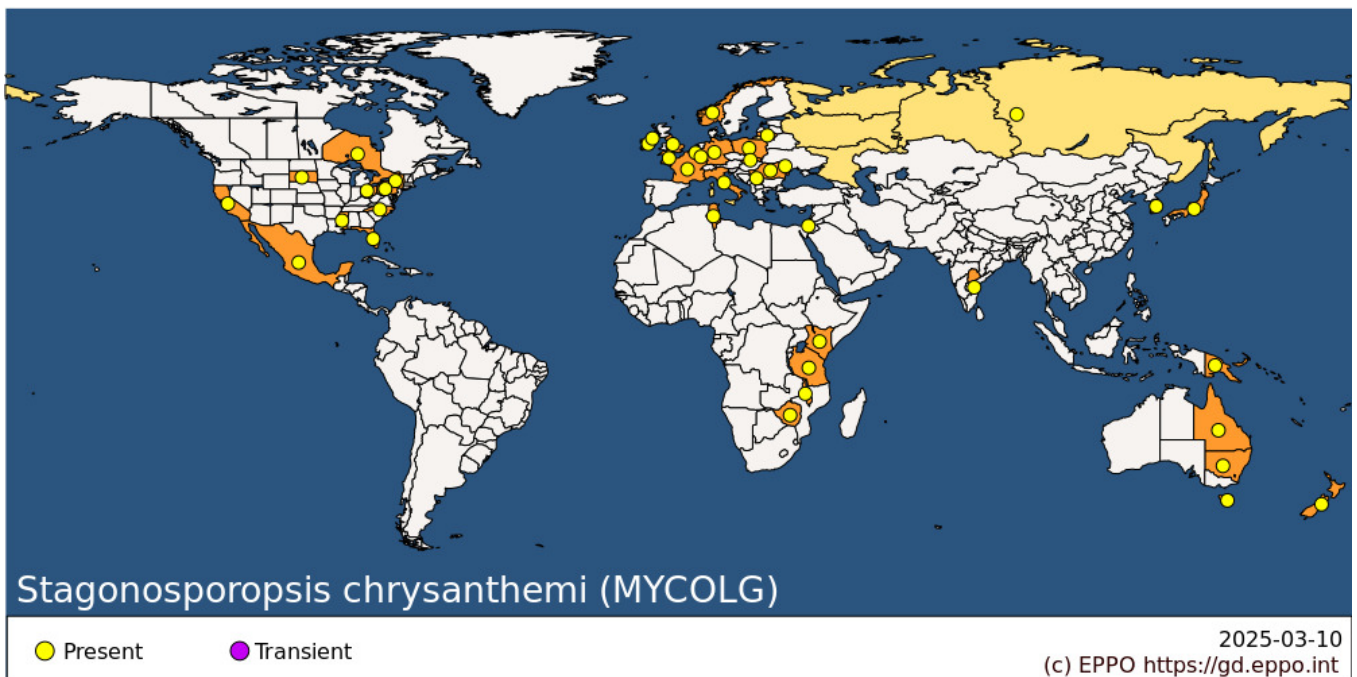 Stagonosporopsis chrysanthemi (MYCOLG)
Present
Transient
2025-03-10
(c) EPPO https://gd.eppo.int